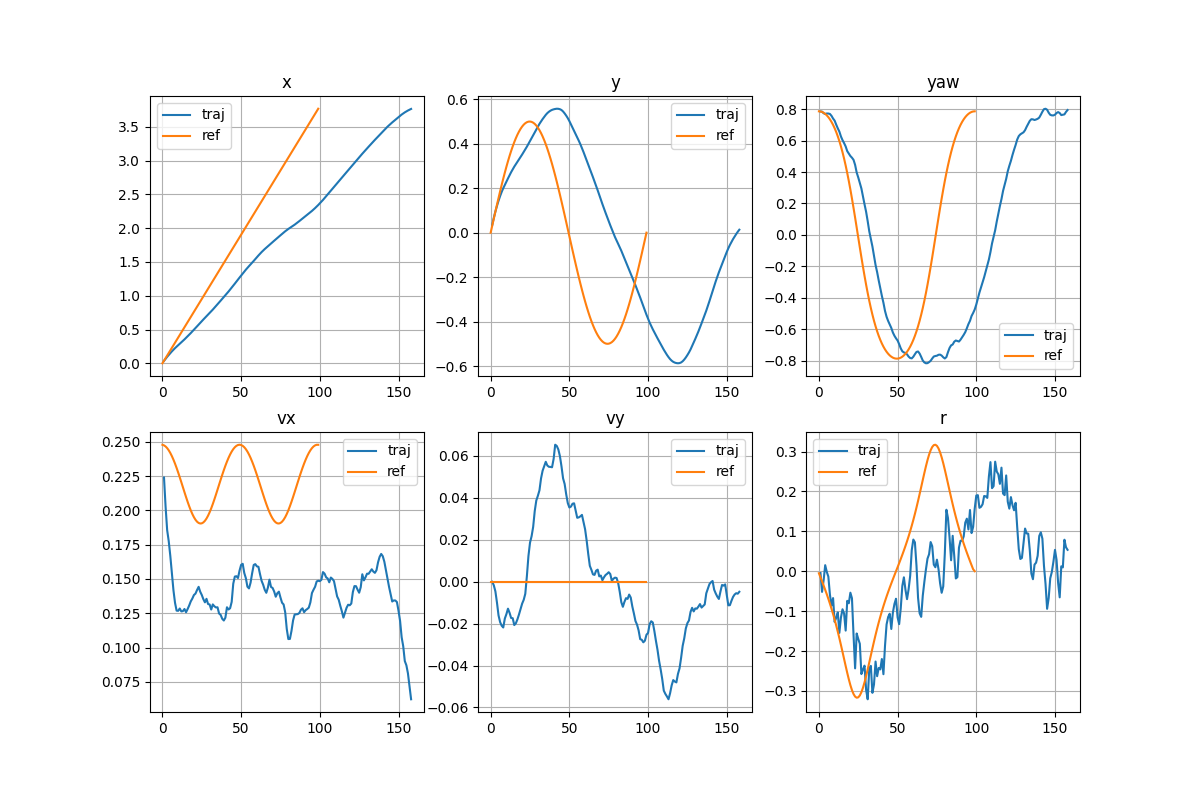 x
traj
ref
3.5
3.0
2.5
2.0
1.5
1.0
0.5
0.0
0 50 100 150
y
traj
ref
0.6
0.4
0.2
0.0
−0.2
−0.4
−0.6
0 50 100 150
yaw
0.8
0.6
0.4
0.2
0.0
−0.2
−0.4
−0.6
−0.8
traj
ref
0 50 100 150
vx
traj
ref
0.250
0.225
0.200
0.175
0.150
0.125
0.100
0.075
0 50 100 150
vy
traj
ref
0.06
0.04
0.02
0.00
−0.02
−0.04
−0.06
0 50 100 150
r
traj
ref
0.3
0.2
0.1
0.0
−0.1
−0.2
−0.3
0 50 100 150